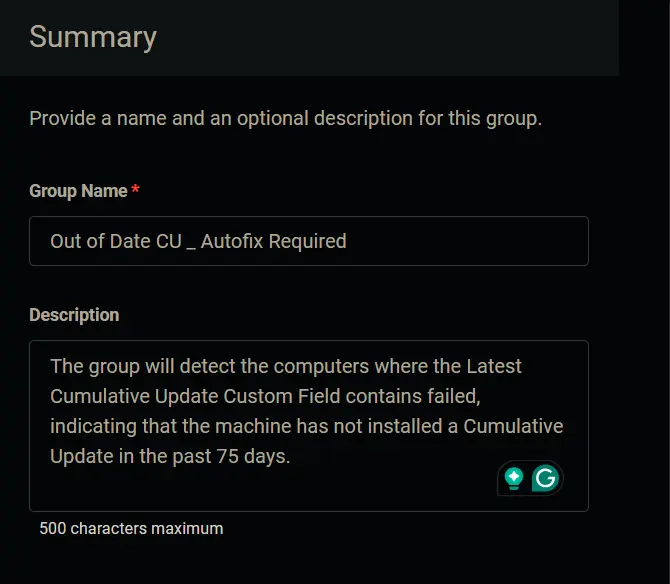 Summary
Provide a name and an optional description for this group.
Group Name *
Out of Date CU _ Autofix Required
Description
The group will detect the computers where the Latest
Cumulative Update Custom Field contains failed,
indicating that the machine has not installed a Cumulative
Update in the past 75 days.
500 characters maximum